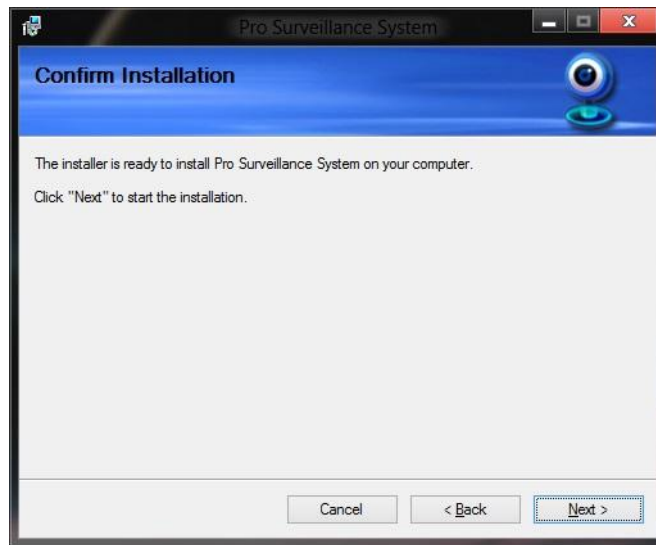 Pro Surveillance System
Confirm Installation
The installer is ready to install Pro Surveillance System on your computer.
Click "Next" to start the installation.
Cancel
< Back
Next >